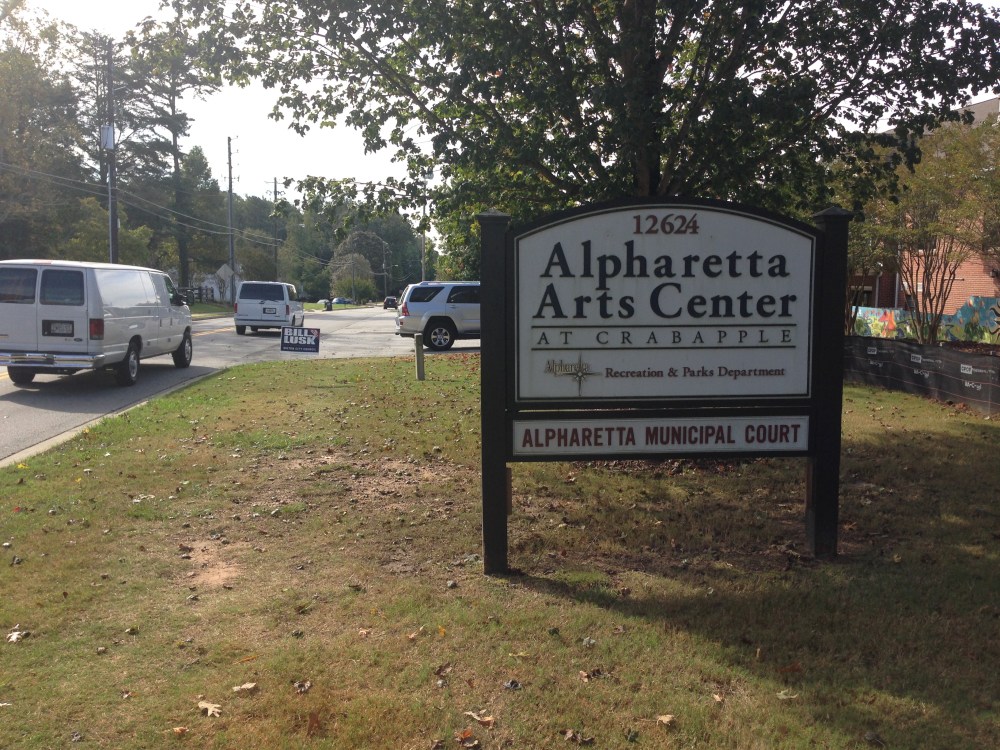 12624
Alpharetta
Arts Center
AT CRABAPPLE
Alpharetta
Recreation & Parks Department
ALPHARETTA MUNICIPAL COURT
BILL
LUSK